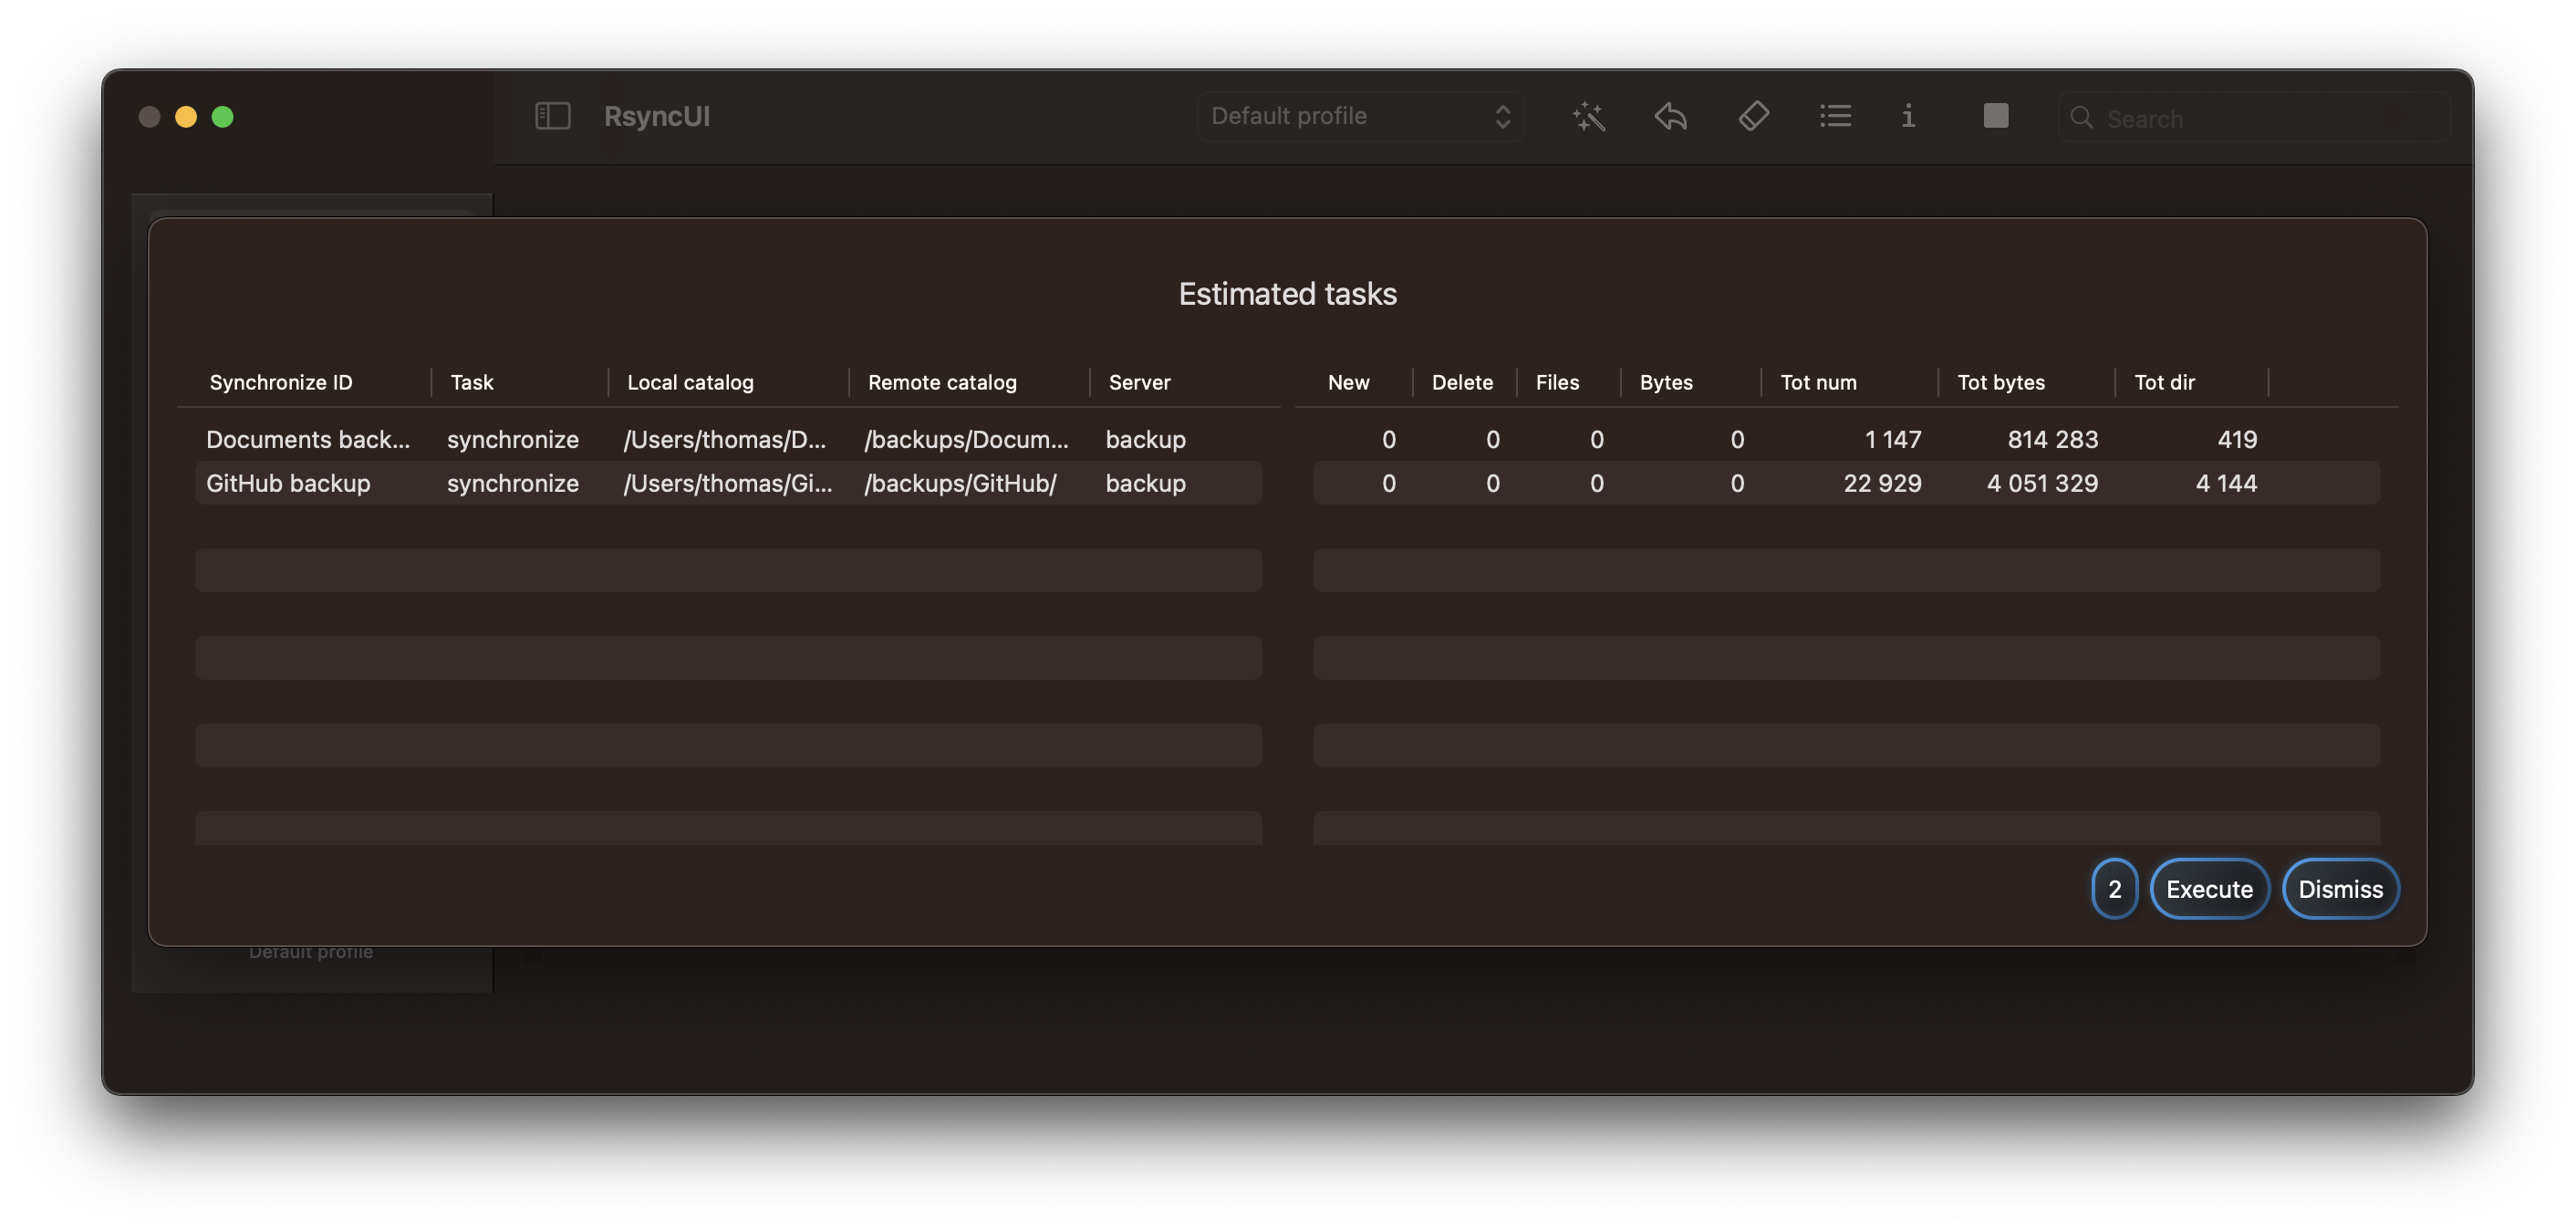 RsyncUI Default profile Search
Estimated tasks
Synchronize ID Task Local catalog Remote catalog Server New Delete Files Bytes Tot num Tot bytes Tot dir
Documents back... synchronize /Users/thomas/D... /backups/Docum... backup 0 0 0 0 1 147 814 283 419
GitHub backup synchronize /Users/thomas/Gi... /backups/GitHub/ backup 0 0 0 0 22 929 4 051 329 4 144
2 Execute Dismiss
Default profile